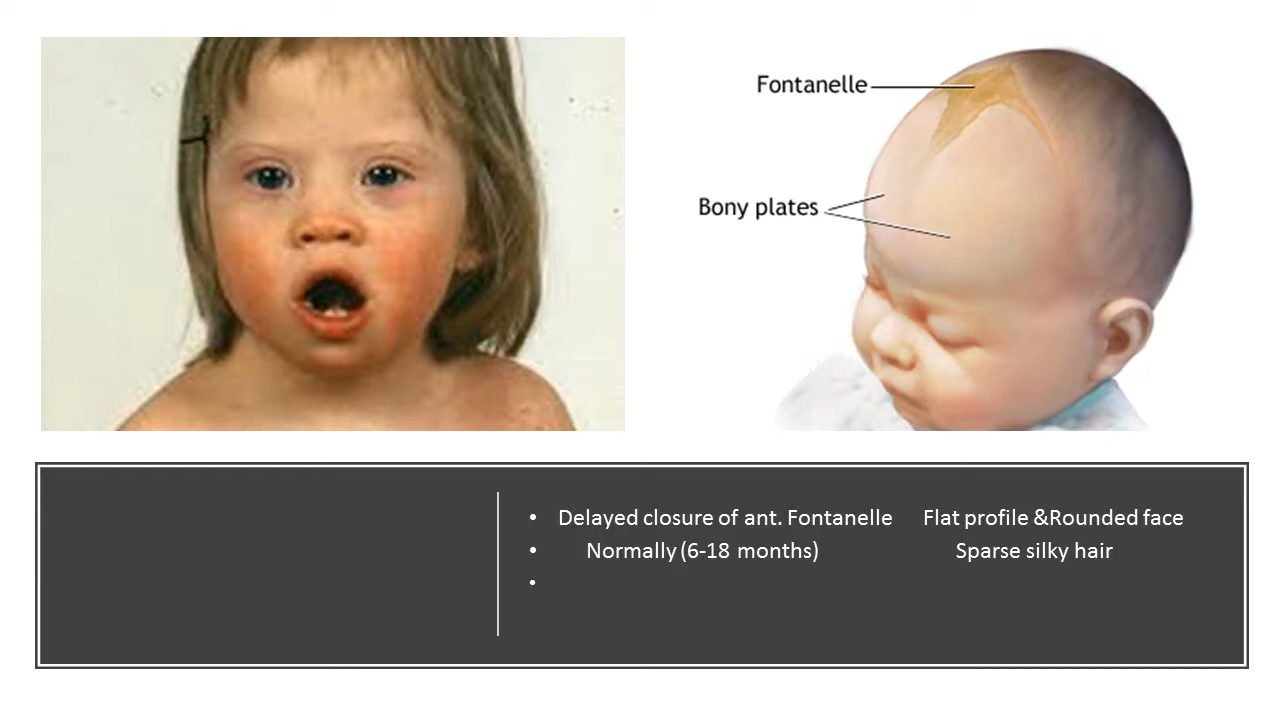 Fontanelle
Bony plates
• Delayed closure of ant. Fontanelle Flat profile &Rounded face
• Normally (6-18 months) Sparse silky hair
•